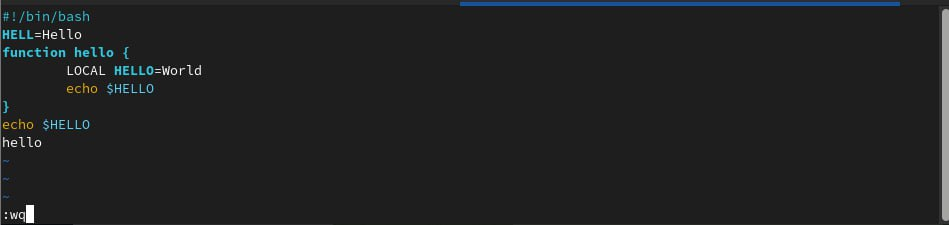 #!/bin/bash
HELL=Hello
function hello {
        LOCAL HELLO=World
        echo $HELLO
}
echo $HELLO
hello
~
~
~
:wq